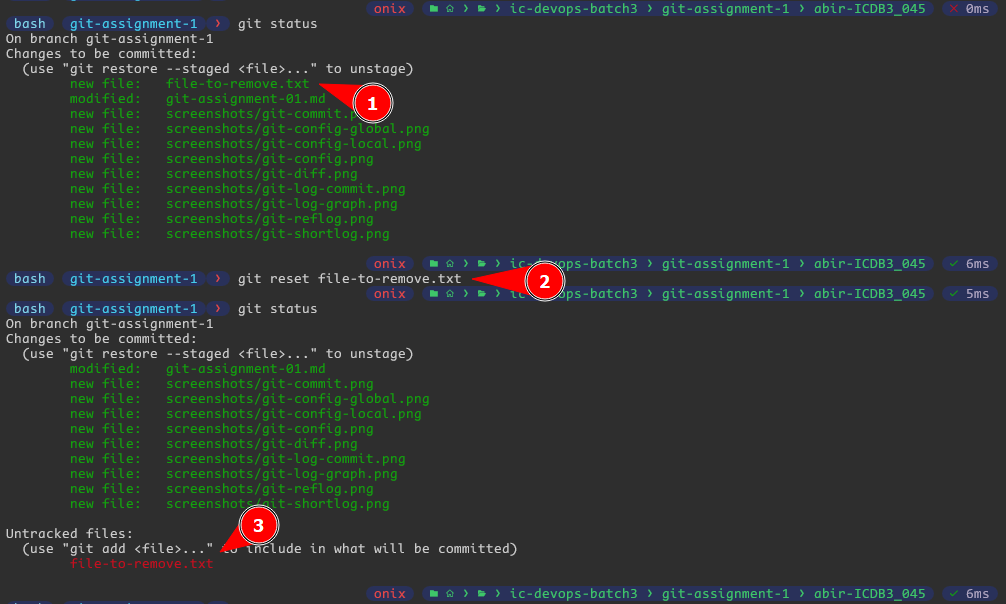 onix ic-devops-batch3 ❯ git-assignment-1 ❯ abir-ICDB3_045 ✗ 0ms
bash git-assignment-1 ❯ git status
On branch git-assignment-1
Changes to be committed:
(use "git restore --staged <file>..." to unstage)
new file: file-to-remove.txt
1
modified: git-assignment-01.md
new file: screenshots/git-commit.
new file: screenshots/git-config-global.png
new file: screenshots/git-config-local.png
new file: screenshots/git-config.png
new file: screenshots/git-diff.png
new file: screenshots/git-log-commit.png
new file: screenshots/git-log-graph.png
new file: screenshots/git-reflog.png
new file: screenshots/git-shortlog.png
onix ic-devops-batch3 ❯ git-assignment-1 ❯ abir-ICDB3_045 ✓ 6ms
bash git-assignment-1 ❯ git reset file-to-remove.txt
2
onix ic-devops-batch3 ❯ git-assignment-1 ❯ abir-ICDB3_045 ✓ 5ms
bash git-assignment-1 ❯ git status
On branch git-assignment-1
Changes to be committed:
(use "git restore --staged <file>..." to unstage)
modified: git-assignment-01.md
new file: screenshots/git-commit.png
new file: screenshots/git-config-global.png
new file: screenshots/git-config-local.png
new file: screenshots/git-config.png
new file: screenshots/git-diff.png
new file: screenshots/git-log-commit.png
new file: screenshots/git-log-graph.png
new file: screenshots/git-reflog.png
new file: screenshots/git-shortlog.png
3
Untracked files:
(use "git add <file>..." to include in what will be committed)
file-to-remove.txt
onix ic-devops-batch3 ❯ git-assignment-1 ❯ abir-ICDB3_045 ✓ 6ms